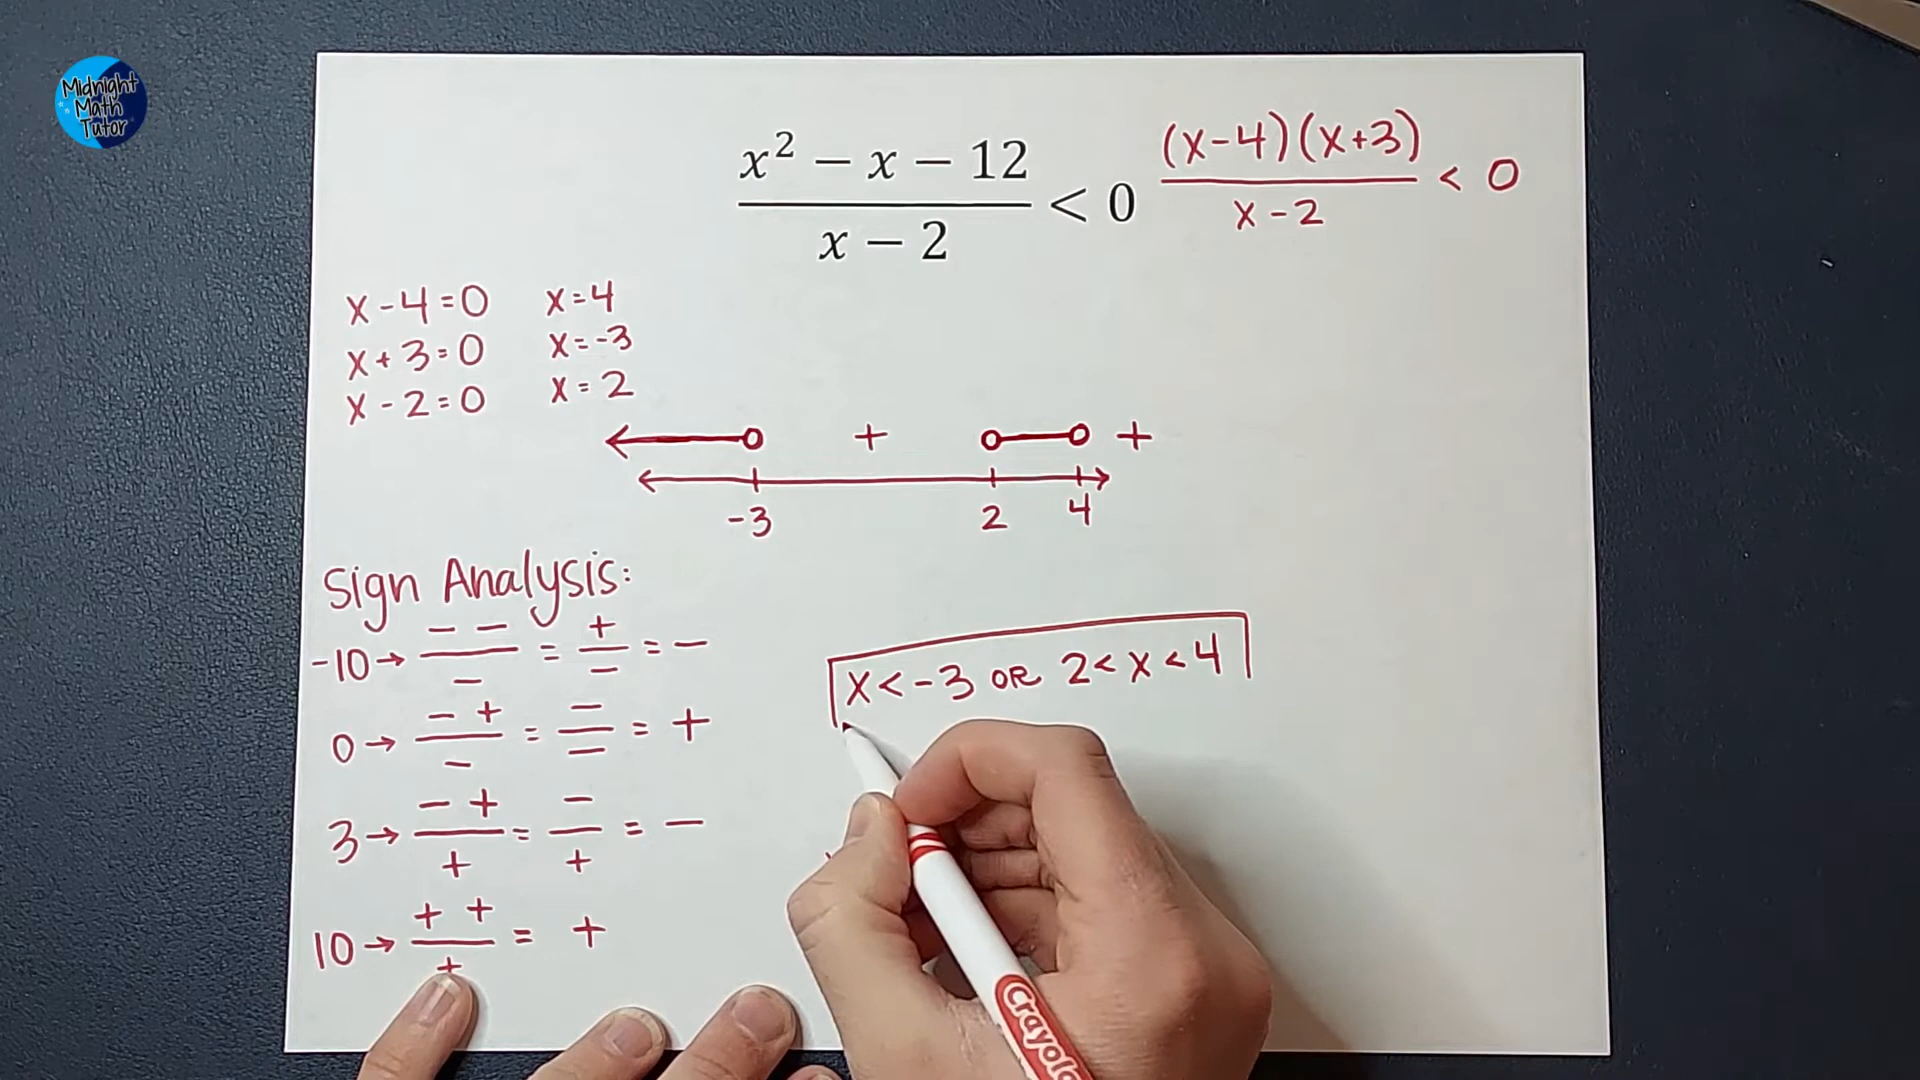 Midnight
Math
Tutor
x² − x − 12
x − 2
< 0
(x-4)(x+3)
x-2
< 0
x-4=0 x=4
x+3=0 x=-3
x-2=0 x=2
+ +
-3 2 4
Sign Analysis:
-10→ − −/− = +/− = −
0→ − +/− = −/− = +
3→ − +/+ = −/+ = −
10→ + +/+ = +
x<-3 OR 2<x<4
Crayola